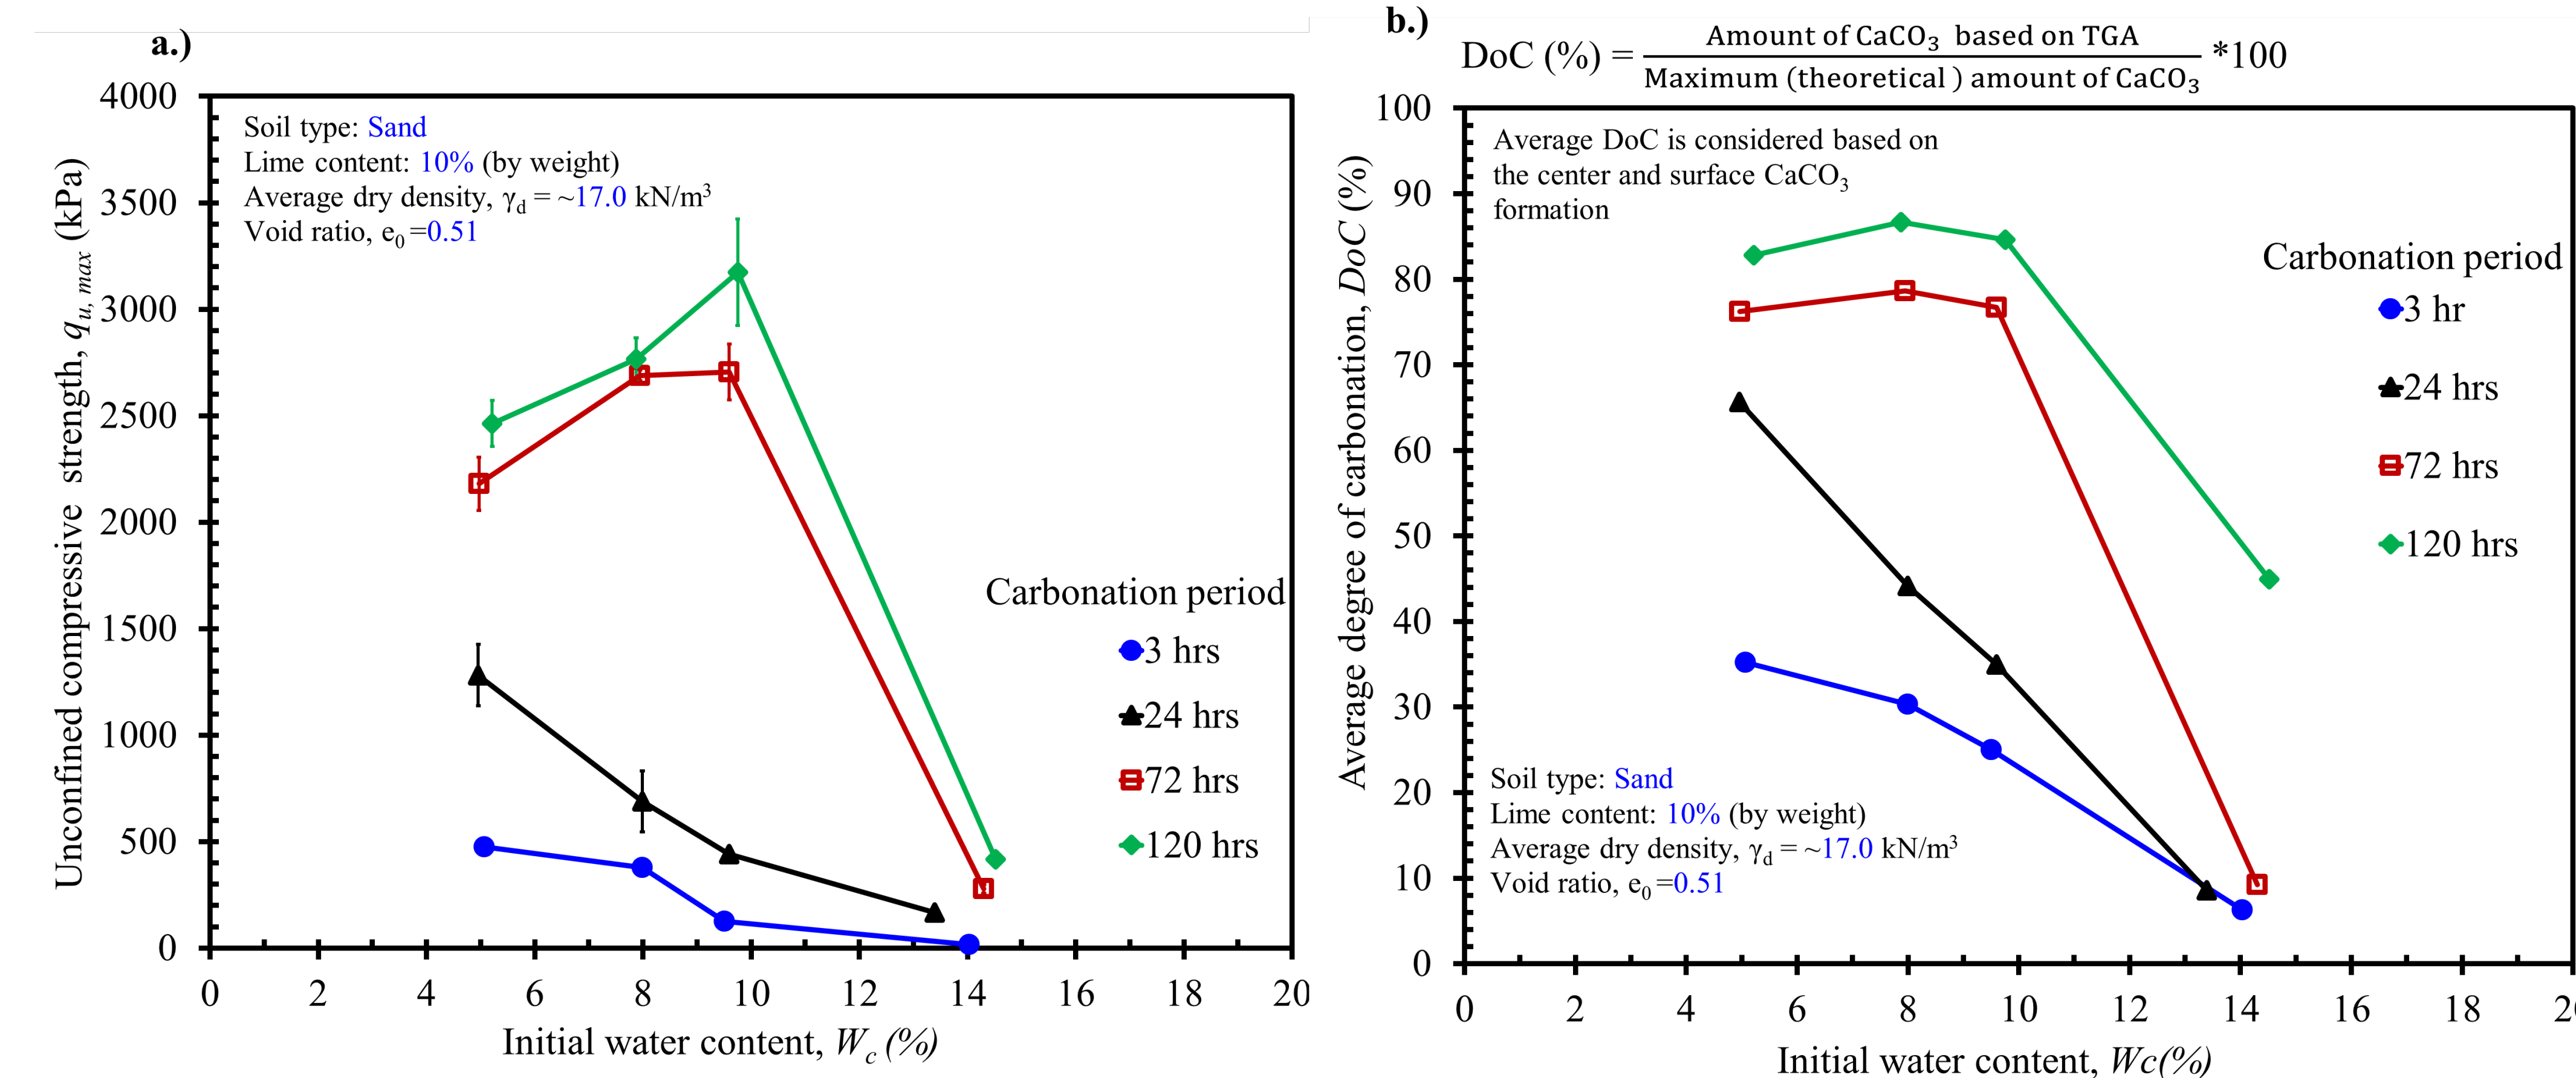 a.)
4000
3500
3000
2500
2000
1500
1000
500
0
Unconfined compressive strength, qu, max (kPa)
Soil type: Sand
Lime content: 10% (by weight)
Average dry density, γd = ~17.0 kN/m³
Void ratio, e0 =0.51
Carbonation period
3 hrs
24 hrs
72 hrs
120 hrs
0 2 4 6 8 10 12 14 16 18 20
Initial water content, Wc (%)
b.)
DoC (%) = Amount of CaCO3 based on TGA *100
Maximum (theoretical ) amount of CaCO3
100
90
80
70
60
50
40
30
20
10
0
Average degree of carbonation, DoC (%)
Average DoC is considered based on
the center and surface CaCO3
formation
Carbonation period
3 hr
24 hrs
72 hrs
120 hrs
Soil type: Sand
Lime content: 10% (by weight)
Average dry density, γd = ~17.0 kN/m³
Void ratio, e0 =0.51
0 2 4 6 8 10 12 14 16 18 2
Initial water content, Wc(%)